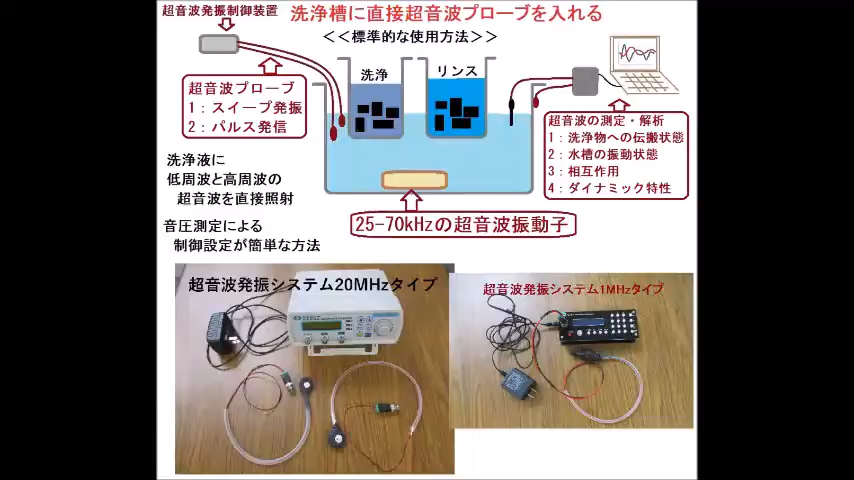 超音波発振制御装置
洗浄槽に直接超音波プローブを入れる
<<標準的な使用方法>>
超音波プローブ
1：スイープ発振
2：パルス発信
洗浄
リンス
超音波の測定・解析
1：洗浄物への伝搬状態
2：水槽の振動状態
3：相互作用
4：ダイナミック特性
洗浄液に
低周波と高周波の
超音波を直接照射
音圧測定による
制御設定が簡単な方法
25-70kHzの超音波振動子
超音波発振システム20MHzタイプ
超音波発振システム1MHzタイプ